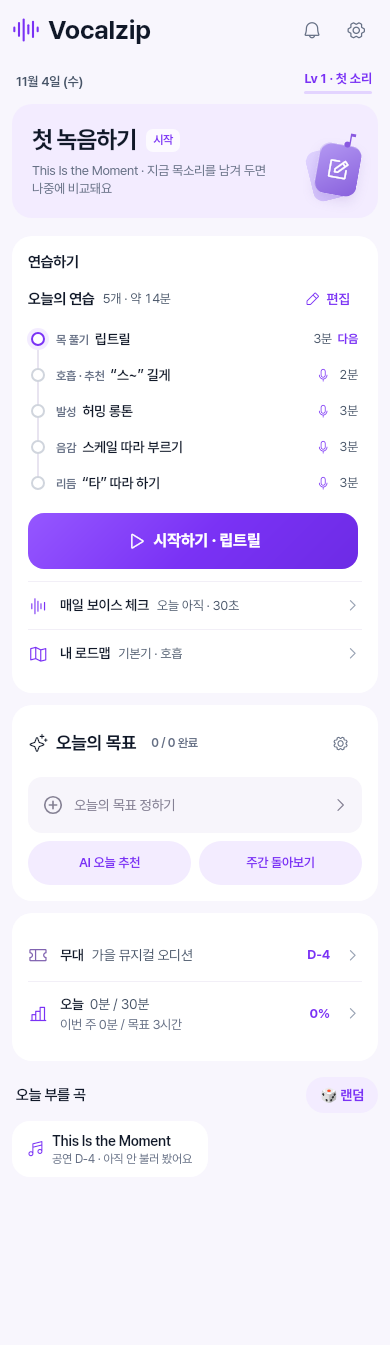 Vocalzip
11월 4일 (수)
Lv 1 · 첫 소리
첫 녹음하기 시작
This Is the Moment · 지금 목소리를 남겨 두면
나중에 비교돼요
연습하기
오늘의 연습 5개 · 약 14분 편집
목 풀기 립트릴 3분 다음
호흡 · 추천 “스~” 길게 2분
발성 허밍 롱톤 3분
음감 스케일 따라 부르기 3분
리듬 “타” 따라 하기 3분
시작하기 · 립트릴
매일 보이스 체크 오늘 아직 · 30초
내 로드맵 기본기 · 호흡
오늘의 목표 0 / 0 완료
오늘의 목표 정하기
AI 오늘 추천 주간 돌아보기
무대 가을 뮤지컬 오디션 D-4
오늘 0분 / 30분
이번 주 0분 / 목표 3시간 0%
오늘 부를 곡 랜덤
This Is the Moment
공연 D-4 · 아직 안 불러 봤어요